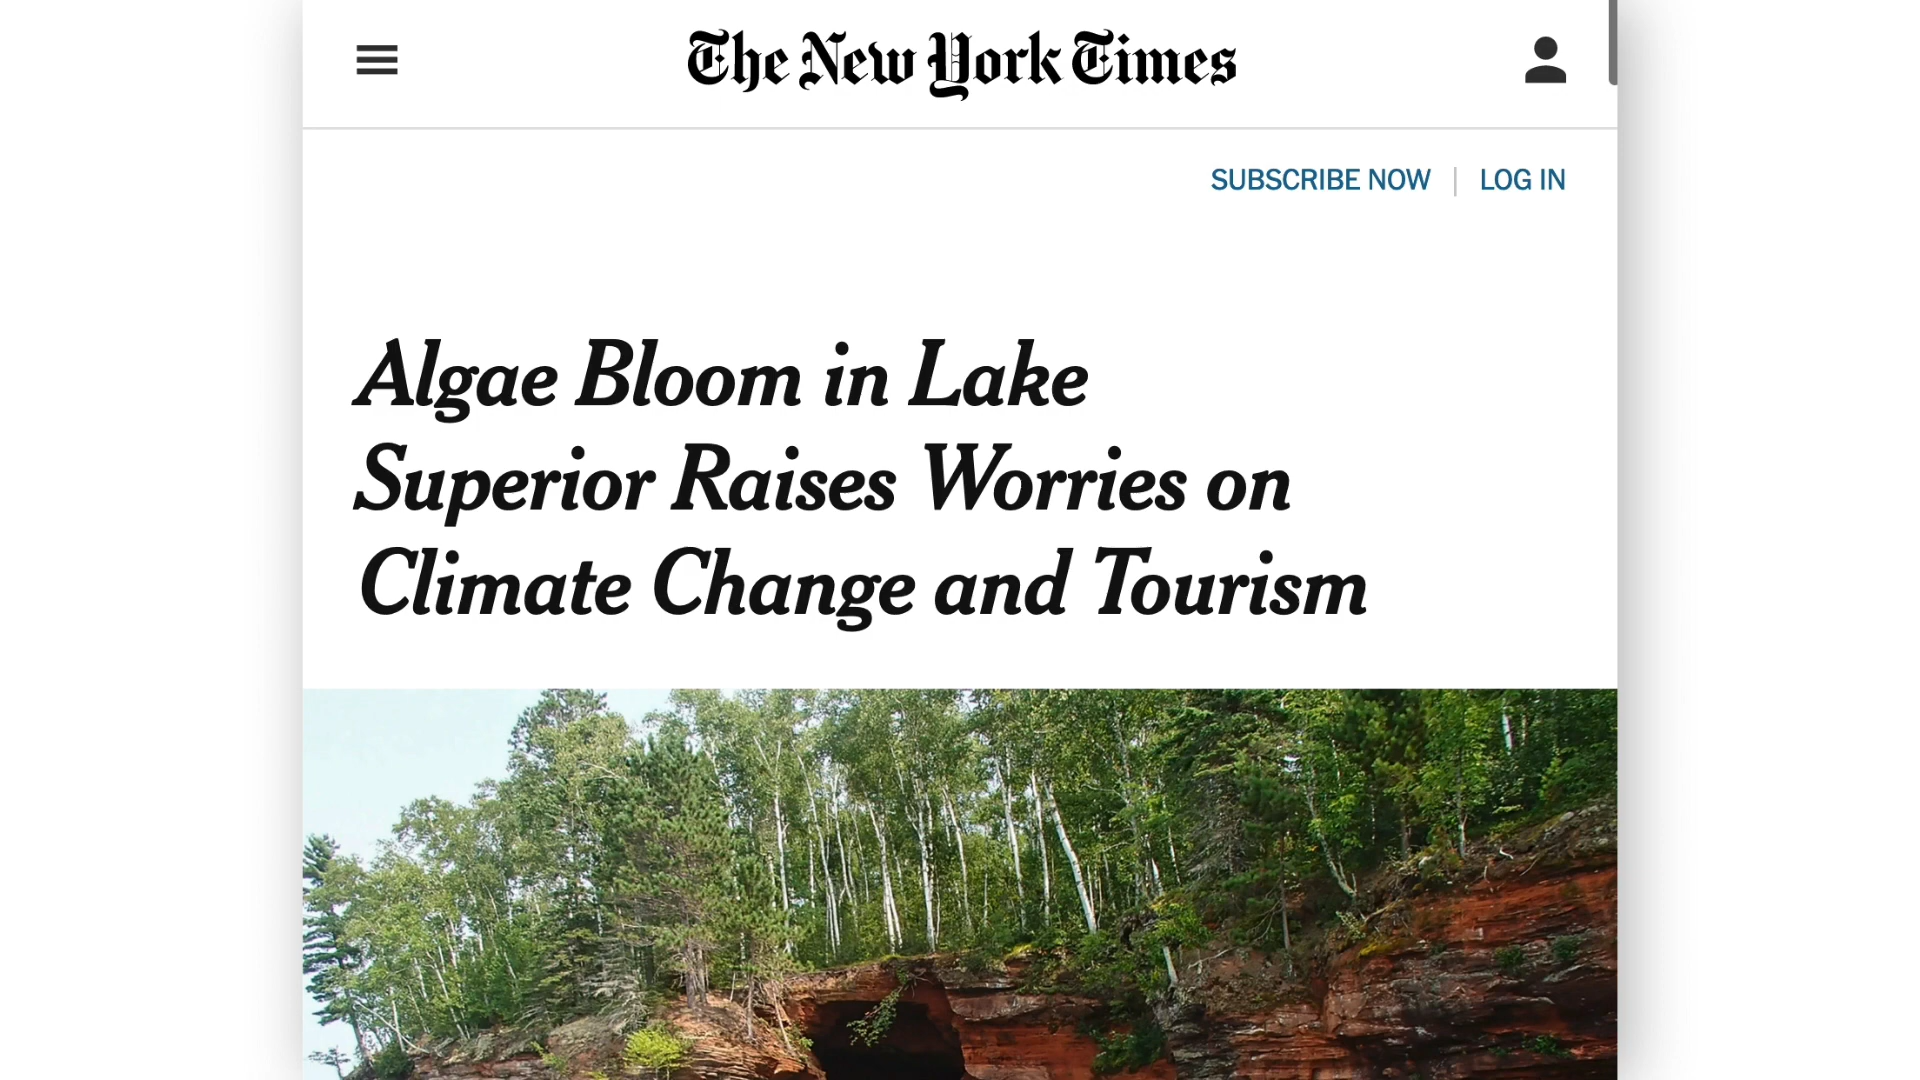 The New York Times
SUBSCRIBE NOW | LOG IN
Algae Bloom in Lake
Superior Raises Worries on
Climate Change and Tourism